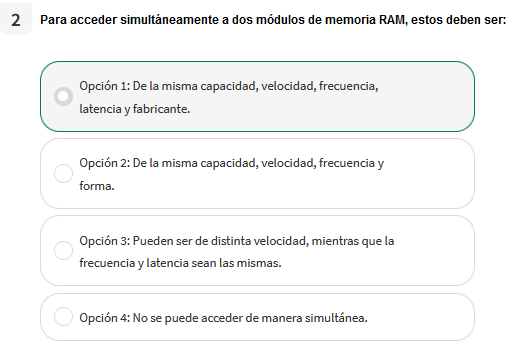 2 Para acceder simultáneamente a dos módulos de memoria RAM, estos deben ser:
Opción 1: De la misma capacidad, velocidad, frecuencia,
latencia y fabricante.
Opción 2: De la misma capacidad, velocidad, frecuencia y
forma.
Opción 3: Pueden ser de distinta velocidad, mientras que la
frecuencia y latencia sean las mismas.
Opción 4: No se puede acceder de manera simultánea.